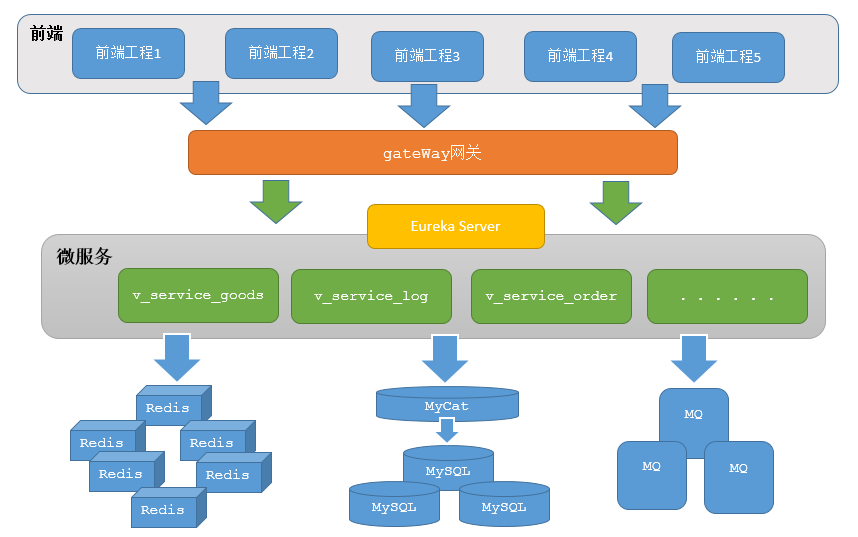 前端
前端工程1
前端工程2
前端工程3
前端工程4
前端工程5
gateWay网关
Eureka Server
微服务
v_service_goods
v_service_log
v_service_order
. . . . . .
Redis
Redis
Redis
Redis
Redis
Redis
MyCat
MySQL
MySQL
MySQL
MQ
MQ
MQ